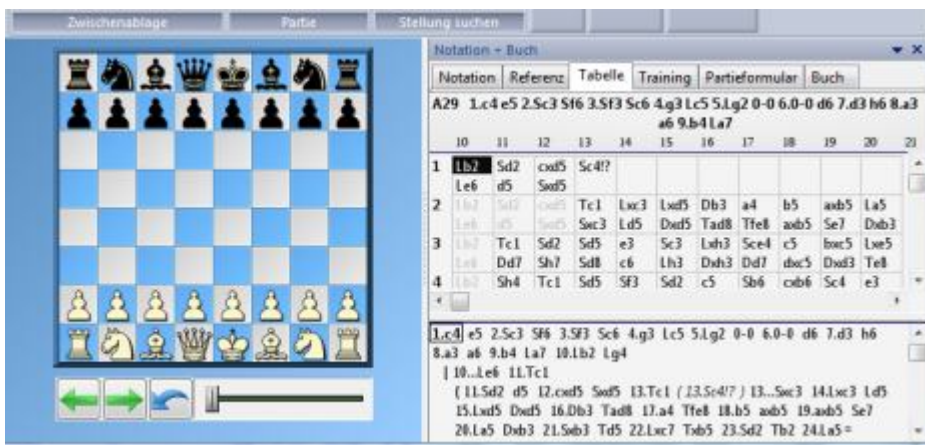 Zwischenablage Partie Stellung suchen
Notation + Buch
Notation Referenz Tabelle Training Partieformular Buch
A29 1.c4 e5 2.Sc3 Sf6 3.Sf3 Sc6 4.g3 Lc5 5.Lg2 0-0 6.0-0 d6 7.d3 h6 8.a3
a6 9.b4 La7
10 11 12 13 14 15 16 17 18 19 20 21
1 Lb2 Sd2 cxd5 Sc4!?
Le6 d5 Sxd5
2 Lb2 Sd2 cxd5 Tc1 Lxc3 Lxd5 Db3 a4 b5 axb5 La5
Le6 d5 Sxd5 Sxc3 Ld5 Dxd5 Tad8 Tfe8 axb5 Se7 Dxb3
3 Lb2 Tc1 Sd2 Sd5 e3 Sc3 Lxh3 Sce4 c5 bxc5 Lxe5
Le6 Dd7 Sh7 Sd8 c6 Lh3 Dxh3 Dd7 dxc5 Dxd3 Te8
4 Lb2 Sh4 Tc1 Sd5 Sf3 Sd2 c5 Sb6 cxb6 Sc4 e3
1.c4 e5 2.Sc3 Sf6 3.Sf3 Sc6 4.g3 Lc5 5.Lg2 0-0 6.0-0 d6 7.d3 h6
8.a3 a6 9.b4 La7 10.Lb2 Lg4
[ 10...Le6 11.Tc1
( 11.Sd2 d5 12.cxd5 Sxd5 13.Tc1 ( 13.Sc4!? ) 13...Sxc3 14.Lxc3 Ld5
15.Lxd5 Dxd5 16.Db3 Tad8 17.a4 Tfe8 18.b5 axb5 19.axb5 Se7
20.La5 Dxb3 21.Sxb3 Td5 22.Lxc7 Txb5 23.Sd2 Tb2 24.La5 =